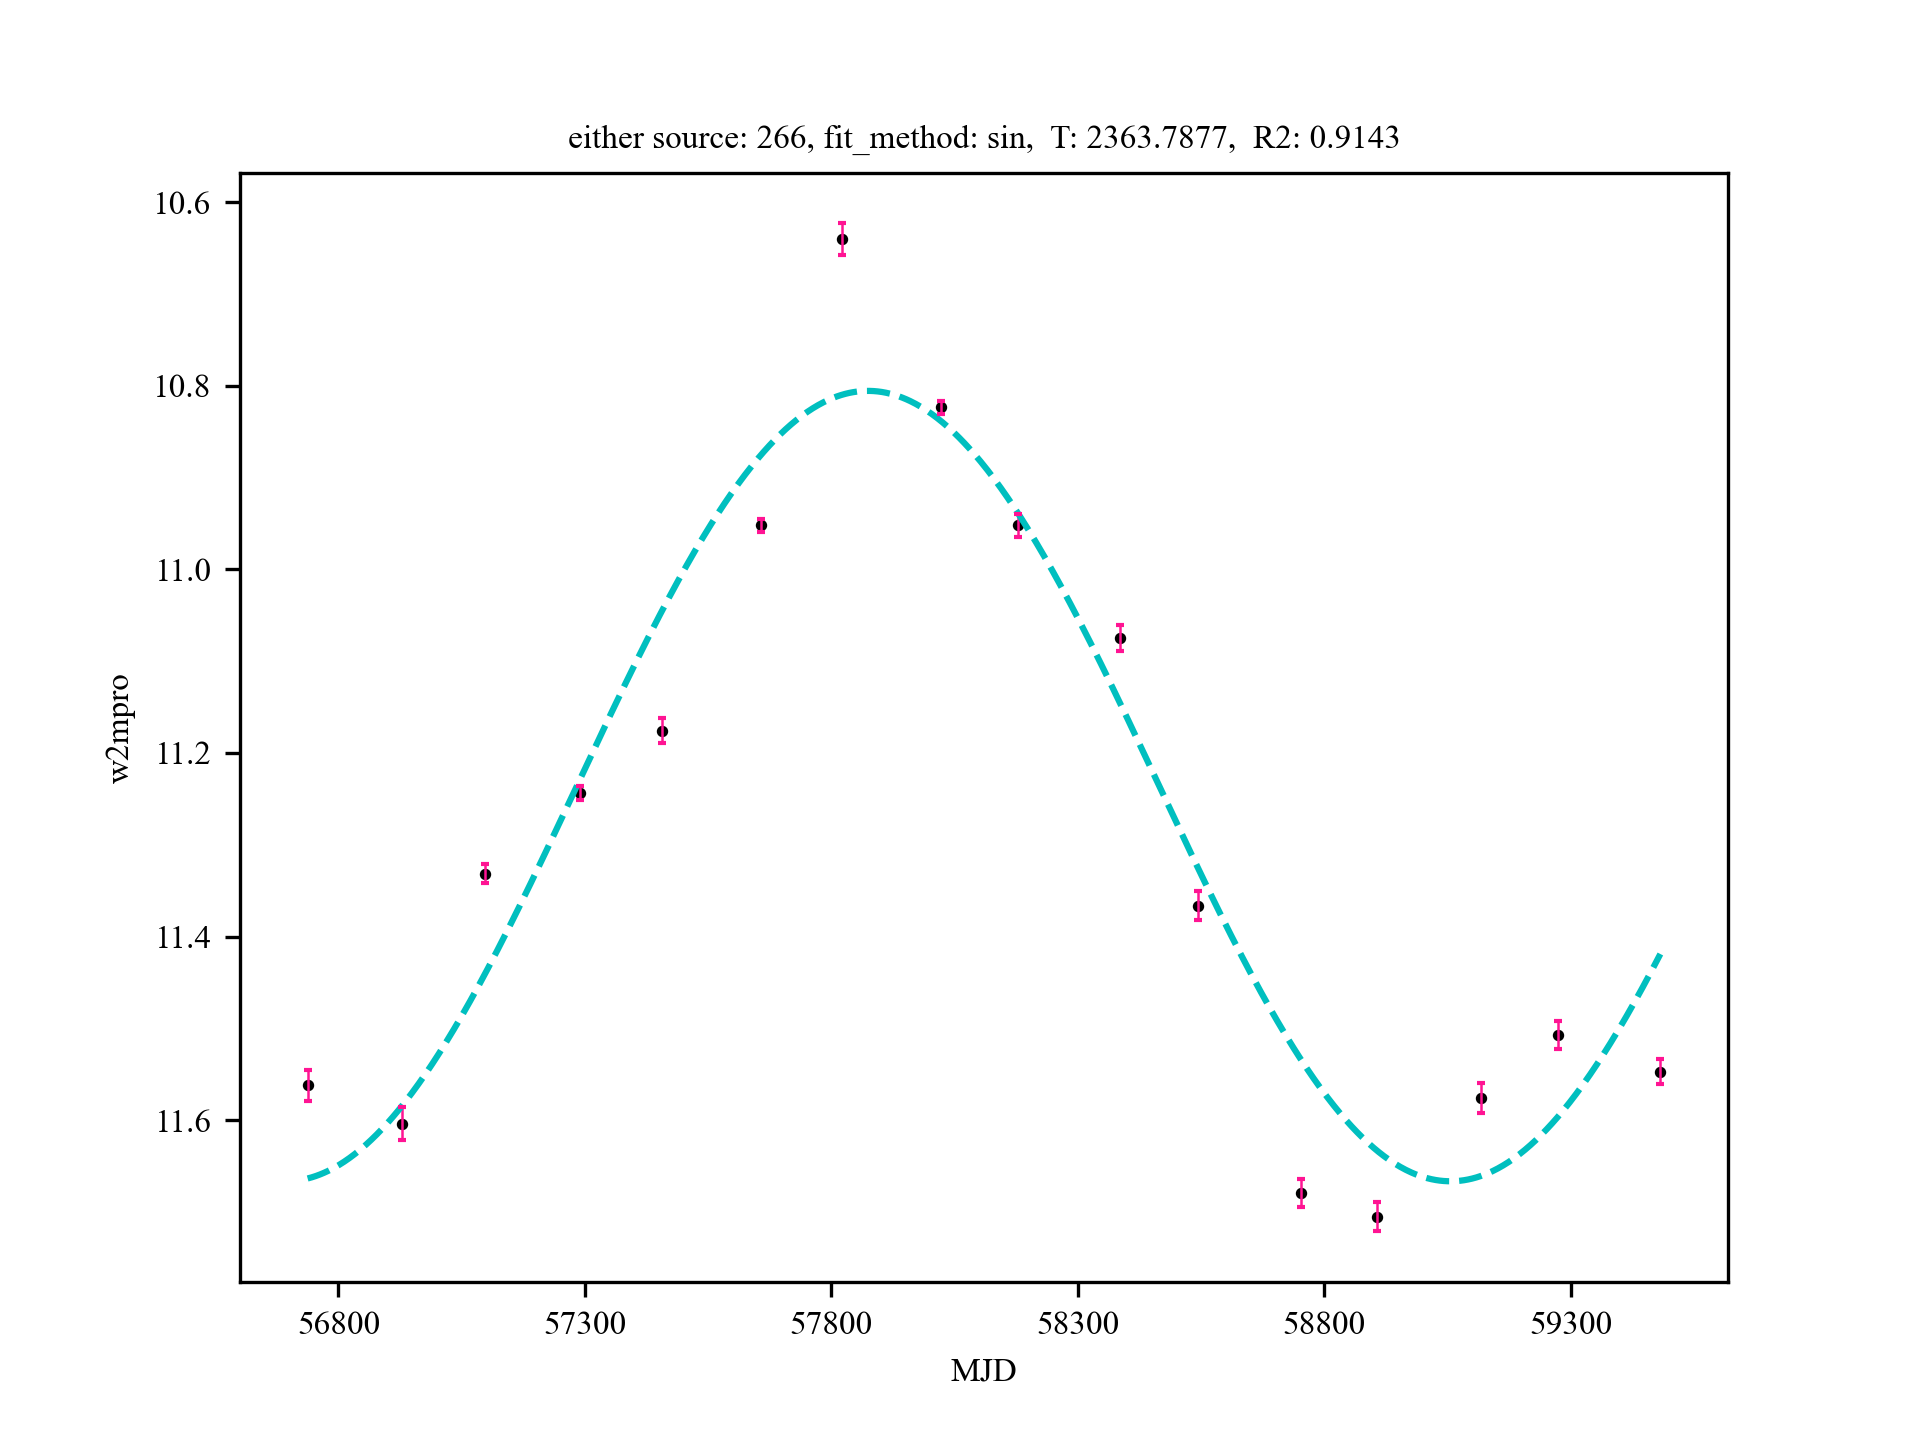 either source: 266, fit_method: sin,  T: 2363.7877,  R2: 0.9143
10.6
10.8
11.0
11.2
11.4
11.6
w2mpro
56800 57300 57800 58300 58800 59300
MJD